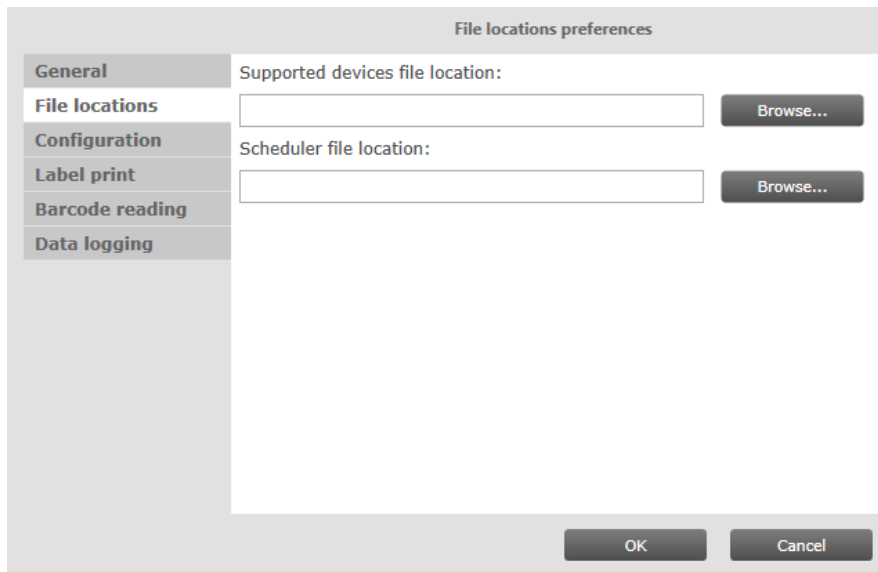 File locations preferences
General
File locations
Configuration
Label print
Barcode reading
Data logging
Supported devices file location:
Browse...
Scheduler file location:
Browse...
OK
Cancel